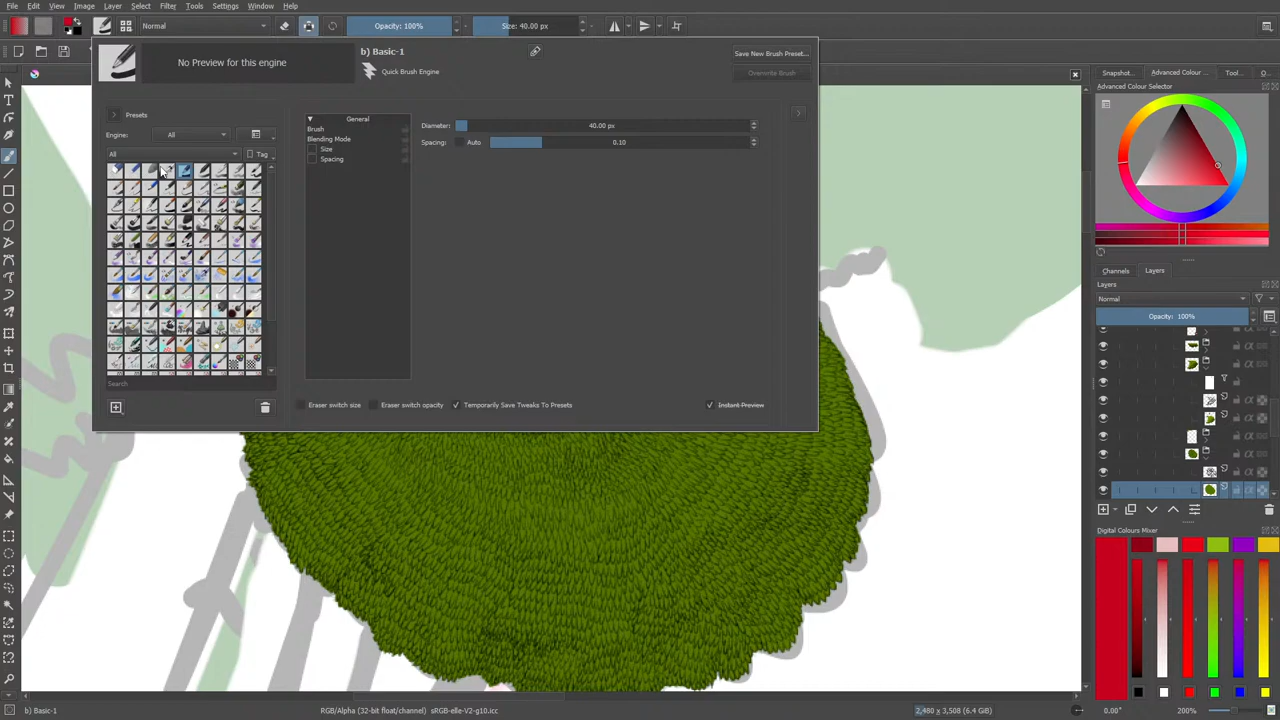 File Edit View Image Layer Select Filter Tools Settings Window Help
Normal Opacity: 100% Size: 40.00 px
No Preview for this engine
b) Basic-1
Quick Brush Engine
Save New Brush Preset...
Overwrite Brush
Presets
Engine: All
All Tag
Search
General
Brush
Blending Mode
Size
Spacing
Diameter: 40.00 px
Spacing: Auto 0.10
Eraser switch size Eraser switch opacity Temporarily Save Tweaks To Presets Instant Preview
Snapshot... Advanced Colour ... Tool... O...
Advanced Colour Selector
Channels Layers
Layers
Normal
Opacity: 100%
Digital Colours Mixer
b) Basic-1 RGB/Alpha (32-bit float/channel) sRGB-elle-V2-g10.icc 2,480 x 3,508 (6.4 GiB) 0.00° 200%